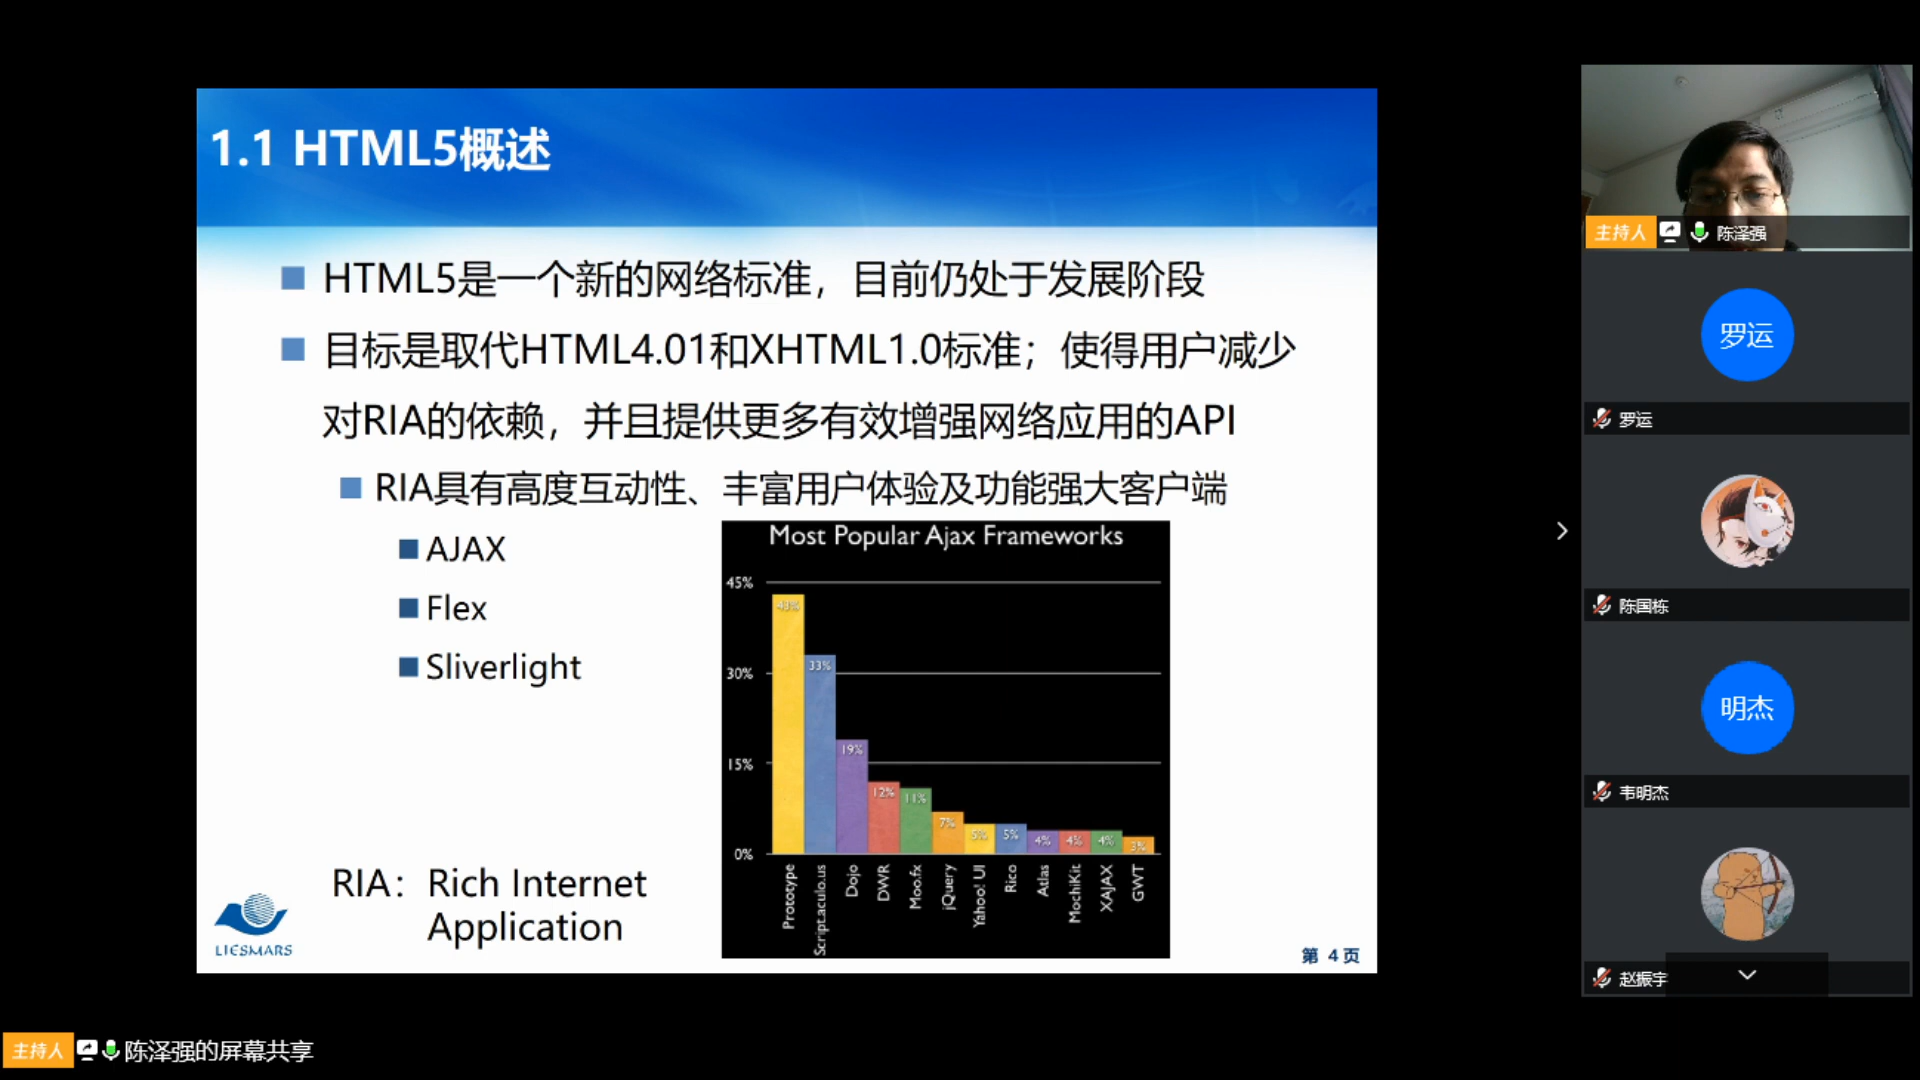 1.1 HTML5概述
HTML5是一个新的网络标准，目前仍处于发展阶段
目标是取代HTML4.01和XHTML1.0标准；使得用户减少
对RIA的依赖，并且提供更多有效增强网络应用的API
RIA具有高度互动性、丰富用户体验及功能强大客户端
AJAX
Flex
Sliverlight
Most Popular Ajax Frameworks
45%
30%
15%
0%
43%
33%
19%
12%
11%
7%
5%
5%
4%
4%
4%
3%
Prototype
Script.aculo.us
Dojo
DWR
Moo.fx
jQuery
Yahoo! UI
Rico
Atlas
MochiKit
XAJAX
GWT
RIA：Rich Internet
Application
LIESMARS
第 4 页
主持人 陈泽强
罗运
罗运
陈国栋
明杰
韦明杰
赵振宇
主持人 陈泽强的屏幕共享